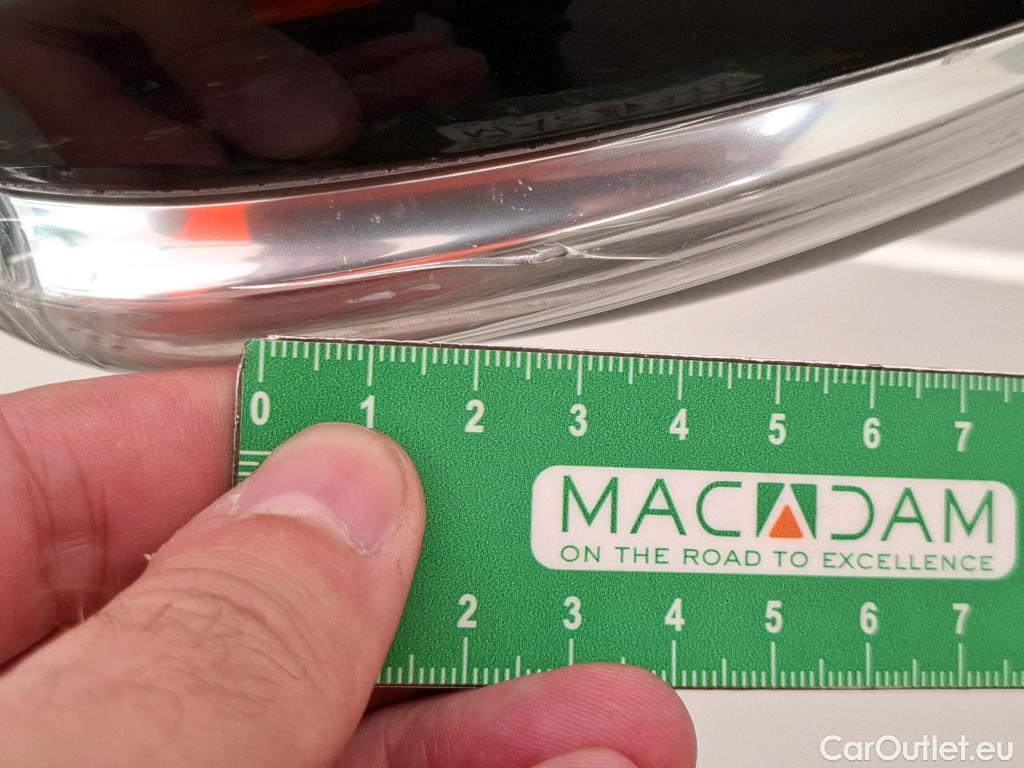 0 1 2 3 4 5 6 7
MACADAM
ON THE ROAD TO EXCELLENCE
2 3 4 5 6 7
CarOutlet.eu